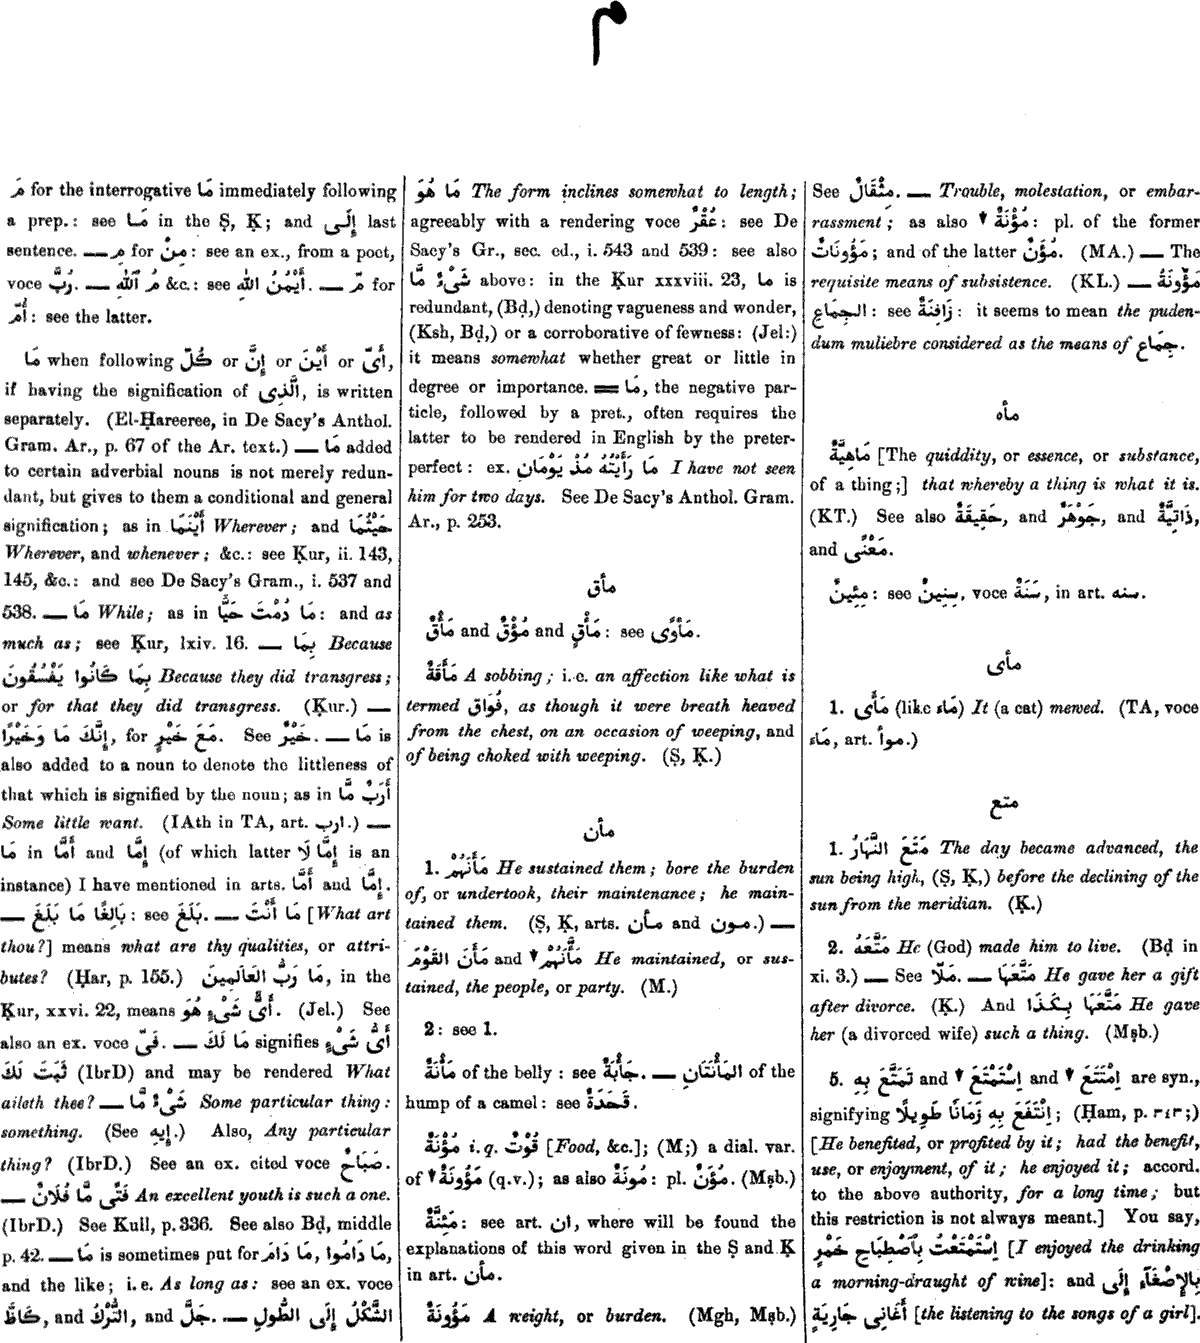 م
مَ for the interrogative مَا immediately following
a prep.: see مَا in the Ṣ, Ḳ; and إِلَى last
sentence. — مِ for مِنْ: see an ex., from a poet,
voce رُبَّ. — مُ ٱللّٰه &c.: see أَيْمُنُ اللّٰه. — مّ for
أُمّ: see the latter.
مَا when following كُلّ or إِنَّ or أَيْنَ or أَىّ,
if having the signification of الَّذِى, is written
separately. (El-Ḥareeree, in De Sacy's Anthol.
Gram. Ar., p. 67 of the Ar. text.) — مَا added
to certain adverbial nouns is not merely redun-
dant, but gives to them a conditional and general
signification; as in أَيْنَمَا Wherever; and حَيْثُمَا
Wherever, and whenever; &c.: see Ḳur, ii. 143,
145, &c.: and see De Sacy's Gram., i. 537 and
538. — مَا While; as in مَا دُمْتَ حَيًّا: and as
much as; see Ḳur, lxiv. 16. — بِمَا Because
بِمَا كَانُوا يَفْسُقُونَ Because they did transgress;
or for that they did transgress. (Ḳur.) —
إِنَّكَ مَا وَخَيْرًا, for مَعَ خَيْرٍ. See خَيْرٌ. — مَا is
also added to a noun to denote the littleness of
that which is signified by the noun; as in أَرَبٌ مَّا
Some little want. (IAth in TA, art. ارب.) —
مَا in أَمَّا and إِمَّا (of which latter إِمَّا لَا is an
instance) I have mentioned in arts. أَمَّا and إِمَّا.
— بَالِغًا مَا بَلَغَ: see بَلَغَ. — مَا أَنْتَ [What art
thou?] means what are thy qualities, or attri-
butes? (Ḥar, p. 155.) مَا رَبُّ العَالَمِينَ, in the
Ḳur, xxvi. 22, means أَىُّ شَىْءٍ هُوَ. (Jel.) See
also an ex. voce فَىّ. — مَا لَكَ signifies أَىُّ شَىْءٍ
ثَبَتَ لَكَ (IbrD) and may be rendered What
aileth thee? — شَىْءٌ مَّا Some particular thing:
something. (See إِيهِ.) Also, Any particular
thing? (IbrD.) See an ex. cited voce صَبَاحٌ.
— فَتًى مَّا فُلَانٌ An excellent youth is such a one.
(IbrD.) See Kull, p. 336. See also Bḍ, middle
p. 42. — مَا is sometimes put for مَا دَامُوا, مَا دَامَ,
and the like; i. e. As long as: see an ex. voce
كَاظَّ, and التُّرْكُ, and جَلَّ. — الشَّكْلُ إِلَى الطُّولِ
مَا هُوَ The form inclines somewhat to length;
agreeably with a rendering voce عُقْرٌ: see De
Sacy's Gr., sec. ed., i. 543 and 539: see also
شَىْءٌ مَّا above: in the Ḳur xxxviii. 23, مَا is
redundant, (Bḍ,) denoting vagueness and wonder,
(Ksh, Bḍ,) or a corroborative of fewness: (Jel:)
it means somewhat whether great or little in
degree or importance. = مَا, the negative par-
ticle, followed by a pret., often requires the
latter to be rendered in English by the preter-
perfect: ex. مَا رَأَيْتُهُ مُذْ يَوْمَانِ I have not seen
him for two days. See De Sacy's Anthol. Gram.
Ar., p. 253.
مأق
مَأْقٌ and مُؤْقٌ and مَأْقٍ: see مَأْوًى.
مَأْقَةٌ A sobbing; i. e. an affection like what is
termed فُوَاق, as though it were breath heaved
from the chest, on an occasion of weeping, and
of being choked with weeping. (Ṣ, Ḳ.)
مأن
1. مَأَنَهُمْ He sustained them; bore the burden
of, or undertook, their maintenance; he main-
tained them. (Ṣ, Ḳ, arts. مأن and مون.) —
مَأَنَ القَوْمَ and ▼مَأَّنَهُمْ He maintained, or sus-
tained, the people, or party. (M.)
2: see 1.
مَأْنَةٌ of the belly: see جَأْبَةٌ. — المَأْنَتَانِ of the
hump of a camel: see قَحَدَةٌ.
مُؤْنَةٌ i. q. قُوتٌ [Food, &c.]; (M;) a dial. var.
of ▼مَؤُونَةٌ (q.v.); as also مُونَةٌ: pl. مُؤَنٌ. (Mṣb.)
مَئِنَّةٌ: see art. ان, where will be found the
explanations of this word given in the Ṣ and Ḳ
in art. مأن.
مَؤُونَةٌ A weight, or burden. (Mgh, Mṣb.)
See مِثْقَالٌ. — Trouble, molestation, or embar-
rassment; as also ▼مُؤْنَةٌ: pl. of the former
مَؤُونَاتٌ; and of the latter مُؤَنٌ. (MA.) — The
requisite means of subsistence. (KL.) — مَؤُونَةُ
الجِمَاعِ: see زَافِنَةٌ: it seems to mean the puden-
dum muliebre considered as the means of جِمَاع.
مأه
مَاهِيَّةٌ [The quiddity, or essence, or substance,
of a thing;] that whereby a thing is what it is.
(KT.) See also حَقِيقَةٌ, and جَوْهَرٌ, and ذَاتِيَّةٌ,
and مَعْنًى.
مِئِينٌ: see سِنِينٌ, voce سَنَةٌ, in art. سنه.
مأى
1. مَأَى (like مَاءَ) It (a cat) mewed. (TA, voce
مَاءَ, art. موأ.)
متع
1. مَتَعَ النَّهَارُ The day became advanced, the
sun being high, (Ṣ, Ḳ,) before the declining of the
sun from the meridian. (Ḳ.)
2. مَتَّعَهُ He (God) made him to live. (Bḍ in
xi. 3.) — See مَلَّا. — مَتَّعَهَا He gave her a gift
after divorce. (Ḳ.) And مَتَّعَهَا بِكَذَا He gave
her (a divorced wife) such a thing. (Mṣb.)
5. تَمَتَّعَ بِهِ and ▼اِسْتَمْتَعَ and ▼اِمْتَتَعَ are syn.,
signifying اِنْتَفَعَ بِهِ زَمَانًا طَوِيلًا; (Ḥam, p. ٢١٢;)
[He benefited, or profited by it; had the benefit,
use, or enjoyment, of it; he enjoyed it; accord.
to the above authority, for a long time; but
this restriction is not always meant.] You say,
اِسْتَمْتَعْتُ بِٱصْطِبَاحِ خَمْرٍ [I enjoyed the drinking
a morning-draught of wine]: and بِالإِصْغَآءِ إِلَى
أَغَانِى جَارِيَةٍ [the listening to the songs of a girl].